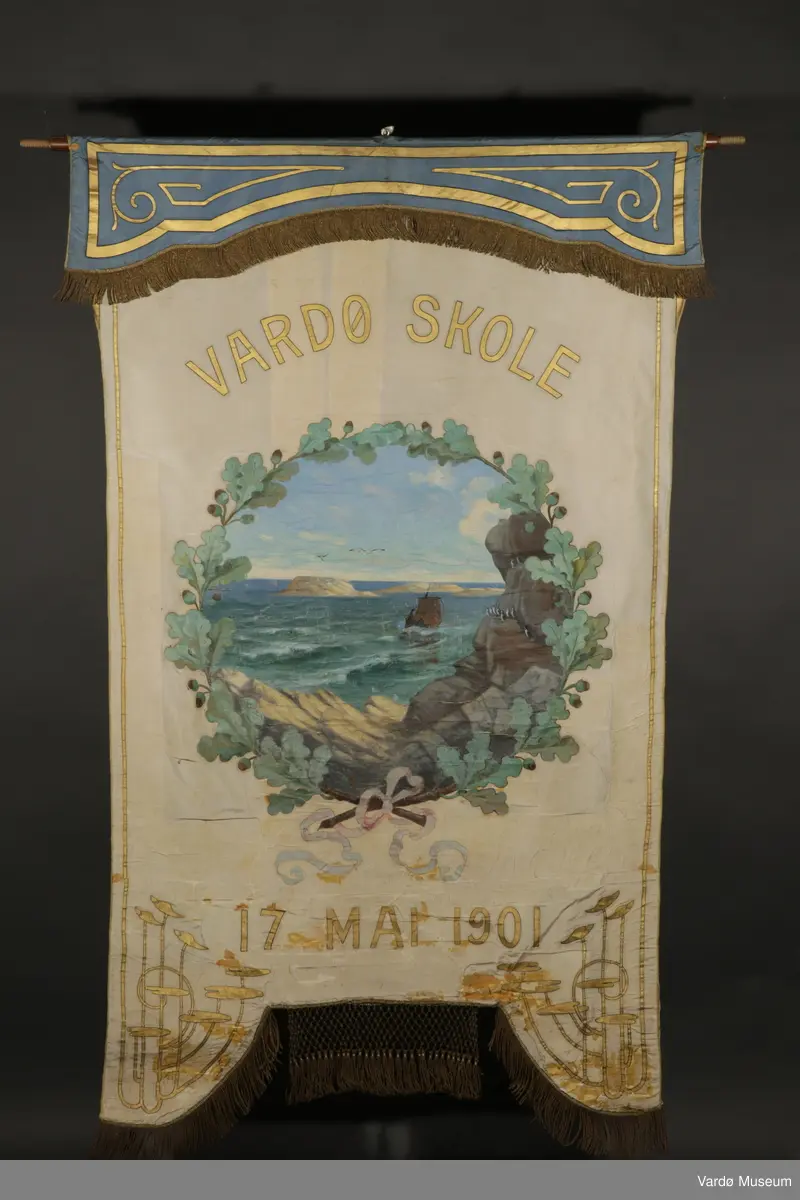 VARDØ SKOLE
17 MAI 1901
Vardø Museum